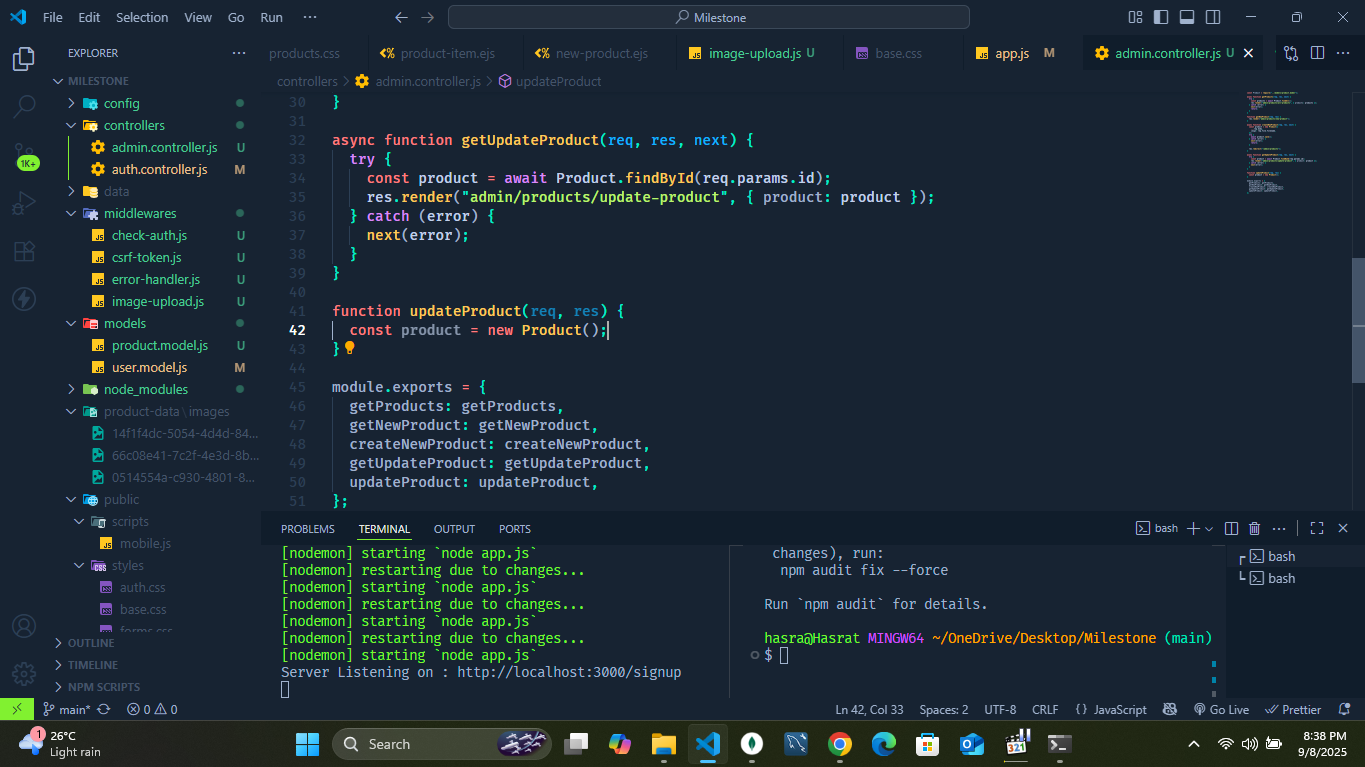 File Edit Selection View Go Run ··· Milestone
EXPLORER ···
products.css product-item.ejs new-product.ejs image-upload.js U base.css app.js M admin.controller.js U
controllers > admin.controller.js > updateProduct
MILESTONE
config
controllers
admin.controller.js U
auth.controller.js M
data
middlewares
check-auth.js U
csrf-token.js U
error-handler.js U
image-upload.js U
models
product.model.js U
user.model.js M
node_modules
product-data \ images
14f1f4dc-5054-4d4d-84...
66c08e41-7c2f-4e3d-8b...
0514554a-c930-4801-8...
public
scripts
mobile.js
styles
auth.css
base.css
forms.css
OUTLINE
TIMELINE
NPM SCRIPTS
1K+
30 }
31
32 async function getUpdateProduct(req, res, next) {
33 try {
34 const product = await Product.findById(req.params.id);
35 res.render("admin/products/update-product", { product: product });
36 } catch (error) {
37 next(error);
38 }
39 }
40
41 function updateProduct(req, res) {
42 const product = new Product();
43 }
44
45 module.exports = {
46 getProducts: getProducts,
47 getNewProduct: getNewProduct,
48 createNewProduct: createNewProduct,
49 getUpdateProduct: getUpdateProduct,
50 updateProduct: updateProduct,
51 };
PROBLEMS TERMINAL OUTPUT PORTS bash
[nodemon] starting `node app.js`
[nodemon] restarting due to changes...
[nodemon] starting `node app.js`
[nodemon] restarting due to changes...
[nodemon] starting `node app.js`
[nodemon] restarting due to changes...
[nodemon] starting `node app.js`
Server Listening on : http://localhost:3000/signup
changes), run:
npm audit fix --force
Run `npm audit` for details.
hasra@Hasrat MINGW64 ~/OneDrive/Desktop/Milestone (main)
$
bash
bash
main* 0 0 Ln 42, Col 33 Spaces: 2 UTF-8 CRLF {} JavaScript Go Live Prettier
1
26°C
Light rain
Search
321
8:38 PM
9/8/2025